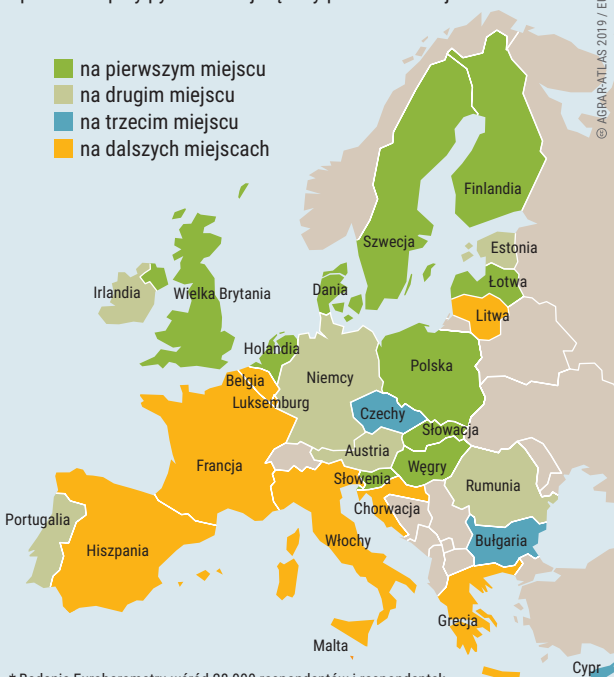 na pierwszym miejscu
na drugim miejscu
na trzecim miejscu
na dalszych miejscach
© AGRAR-ATLAS 2019 /
Finlandia
Szwecja
Estonia
Łotwa
Litwa
Irlandia
Wielka Brytania
Dania
Holandia
Belgia
Niemcy
Polska
Luksemburg
Czechy
Słowacja
Austria
Węgry
Francja
Słowenia
Rumunia
Chorwacja
Portugalia
Hiszpania
Włochy
Bułgaria
Grecja
Malta
Cypr